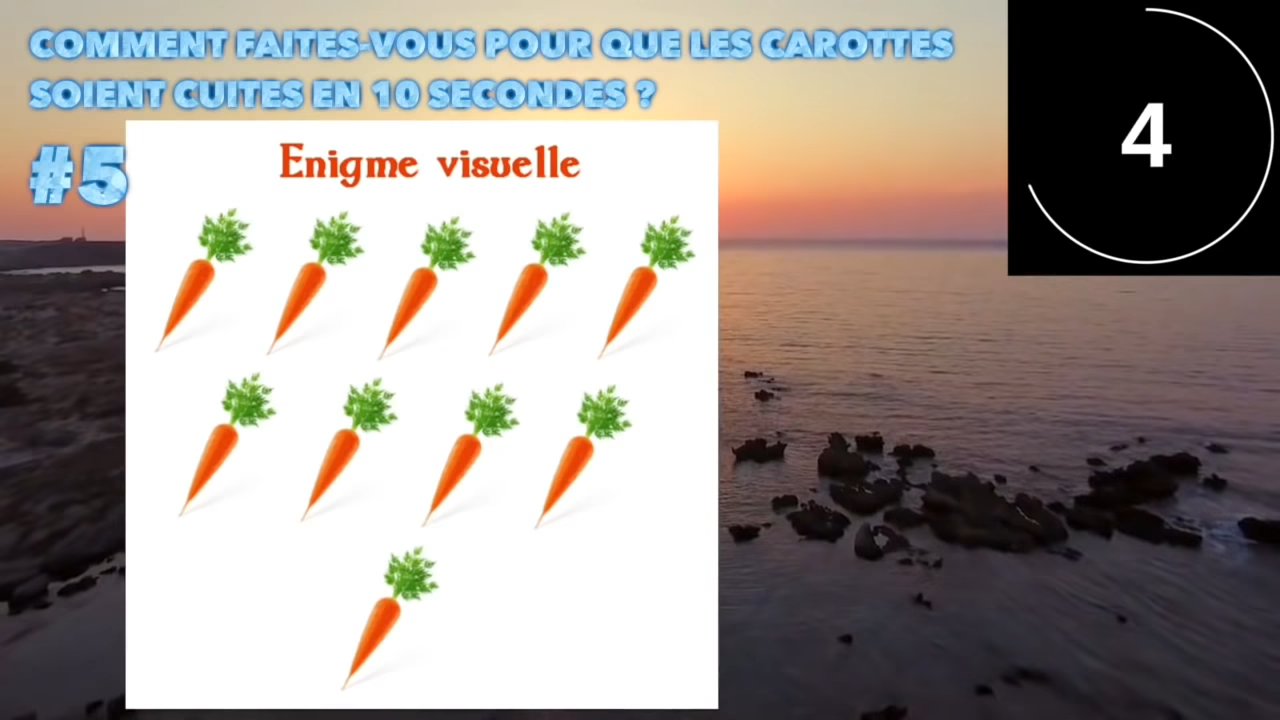 COMMENT FAITES-VOUS POUR QUE LES CAROTTES
SOIENT CUITES EN 10 SECONDES ?
#5
Enigme visuelle
4